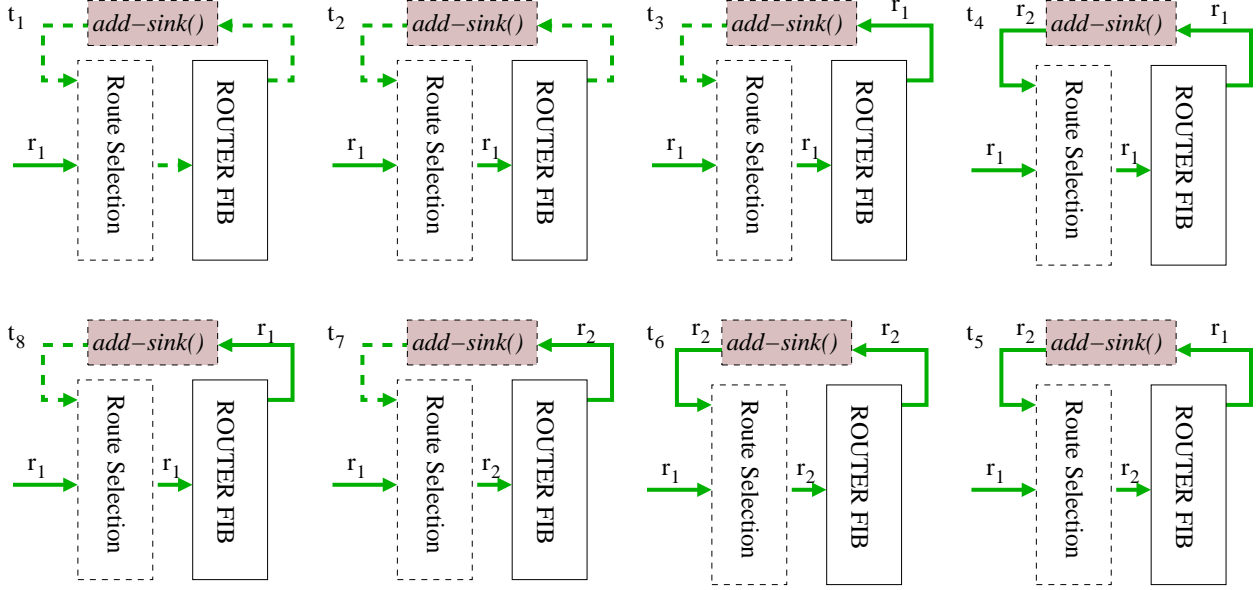 t1 add−sink()
r1
Route Selection
ROUTER FIB
t2 add−sink()
r1 r1
Route Selection
ROUTER FIB
t3 add−sink() r1
r1 r1
Route Selection
ROUTER FIB
t4 r2 add−sink() r1
r1 r1
Route Selection
ROUTER FIB
t8 add−sink() r1
r1 r1
Route Selection
ROUTER FIB
t7 add−sink() r2
r1 r2
Route Selection
ROUTER FIB
t6 r2 add−sink() r2
r1 r2
Route Selection
ROUTER FIB
t5 r2 add−sink() r1
r1 r2
Route Selection
ROUTER FIB